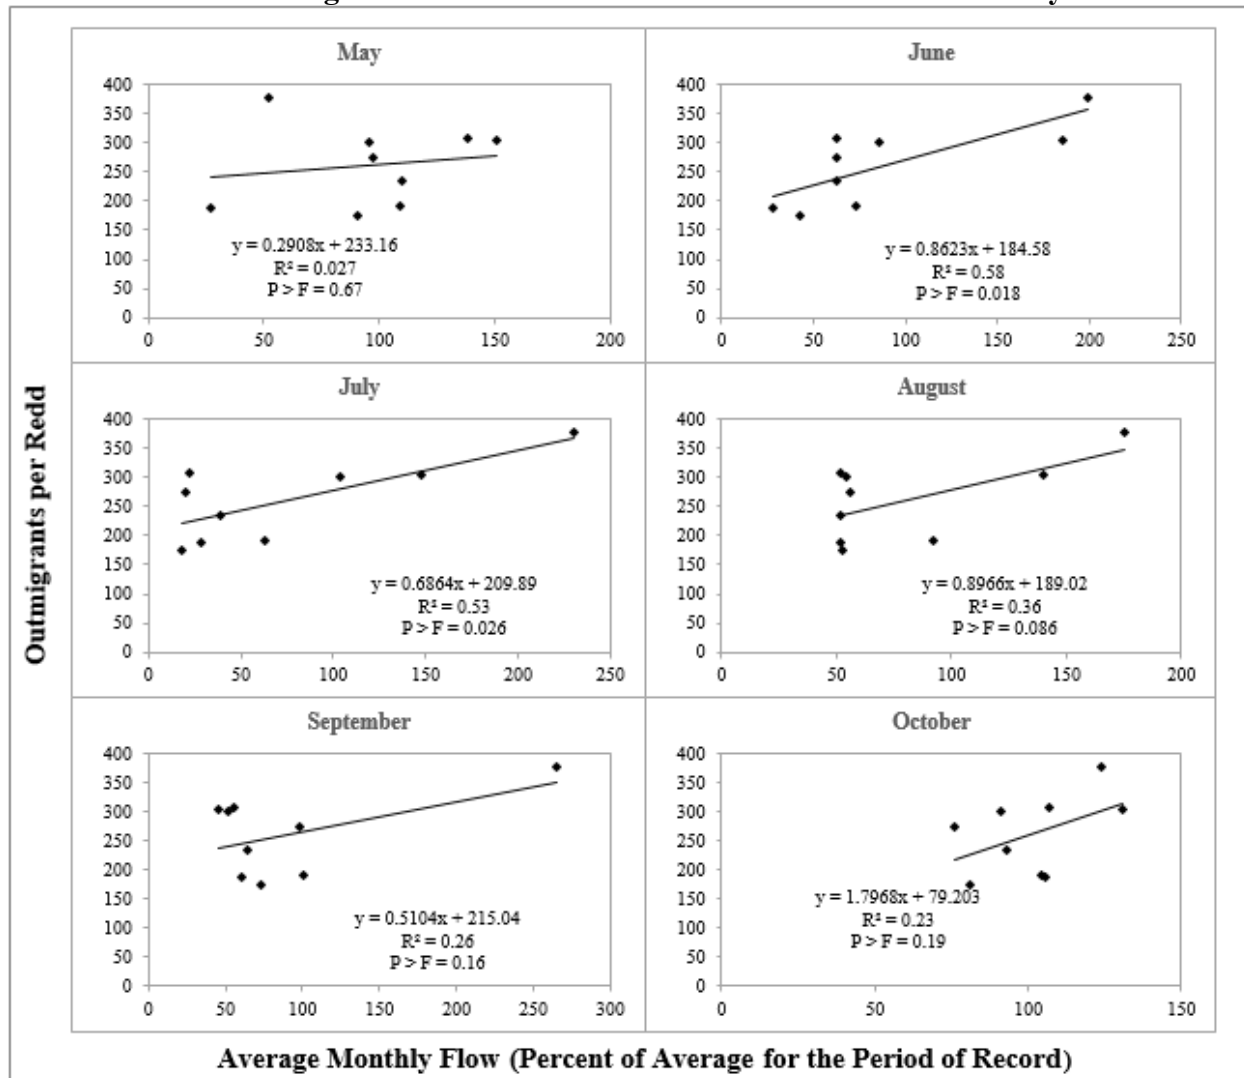 May
400
350
300
250
200
150
100
50
0
y = 0.2908x + 233.16
R² = 0.027
P > F = 0.67
0 50 100 150 200
June
400
350
300
250
200
150
100
50
0
y = 0.8623x + 184.58
R² = 0.58
P > F = 0.018
0 50 100 150 200 250
July
400
350
300
250
200
150
100
50
0
y = 0.6864x + 209.89
R² = 0.53
P > F = 0.026
0 50 100 150 200 250
August
400
350
300
250
200
150
100
50
0
y = 0.8966x + 189.02
R² = 0.36
P > F = 0.086
0 50 100 150 200
September
400
350
300
250
200
150
100
50
0
y = 0.5104x + 215.04
R² = 0.26
P > F = 0.16
0 50 100 150 200 250 300
October
400
350
300
250
200
150
100
50
0
y = 1.7968x + 79.203
R² = 0.23
P > F = 0.19
50 100 150
Outmigrants per Redd
Average Monthly Flow (Percent of Average for the Period of Record)